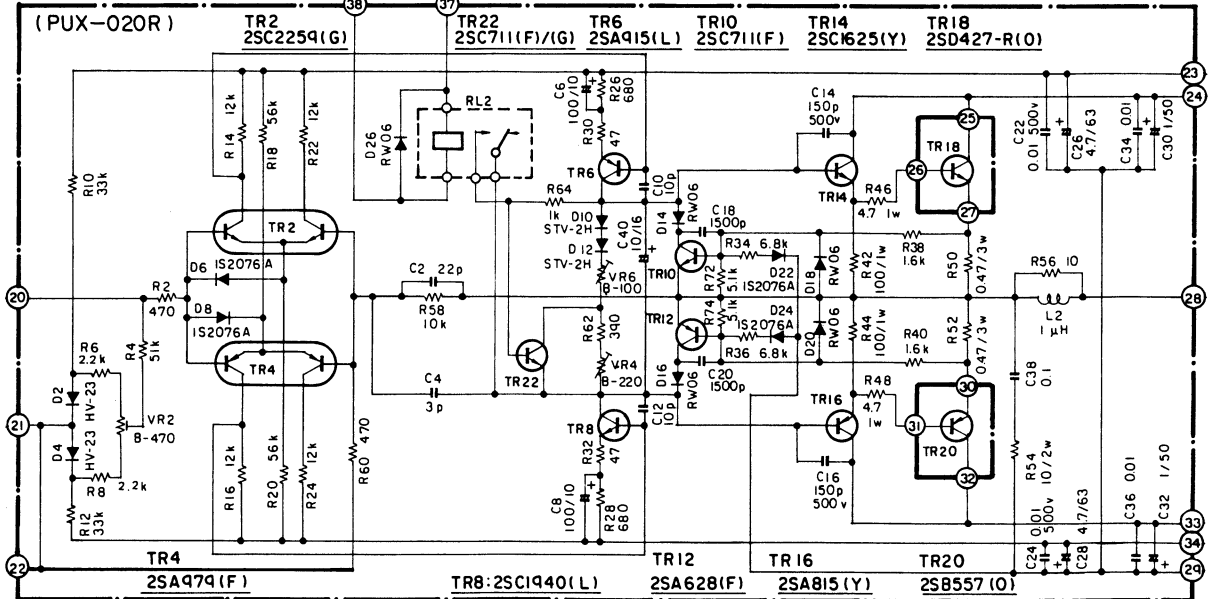 (PUX-020R)
TR2
2SC2259(G)
38
37
TR22
2SC711(F)/(G)
TR6
2SA915(L)
TR10
2SC711(F)
TR14
2SC1625(Y)
TR18
2SD427-R(O)
23
24
R14 12k
R18 56k
R22 12k
R10 33k
D26 RW06
RL2
C6 100/10
R26 680
R30 47
TR6
C10 10p
C14 150p 500v
TR14
R46 4.7 1w
25
26
TR18
27
C22 0.01 500v
C26 4.7/63
C34 0.01
C30 1/50
TR2
R64 1k
D10 STV-2H
D12 STV-2H
VR6 B-100
C40 10/16
D14 RW06
C18 1500p
TR10
R72 5.1k
R34 6.8k
D22 1S2076A
D18 RW06
R42 100/1w
R38 1.6k
R50 0.47/3w
R56 10
D6 1S2076A
20
R2 470
D8 1S2076A
C2 22p
R58 10k
28
L2 1μH
R4 51k
R6 2.2k
TR4
TR22
R62 390
VR4 B-220
TR12
R74 5.1k
D24 1S2076A
R36 6.8k
D20 RW06
R44 100/1w
R40 1.6k
R52 0.47/3w
C38 0.1
C20 1500p
D16 RW06
D2 HV-23
21
D4 HV-23
VR2 B-470
R8 2.2k
R12 33k
C4 3p
R60 470
R16 12k
R20 56k
R24 12k
TR8
C12 10p
R32 47
C8 100/10
R28 680
TR16
R48 4.7 1w
C16 150p 500v
30
31
TR20
32
R54 10/2w
C24 0.01 500v
C28 4.7/63
C36 0.01
C32 1/50
33
34
29
22
TR4
2SA979(F)
TR8:2SC1940(L)
TR12
2SA628(F)
TR16
2SA815(Y)
TR20
2SB557(O)